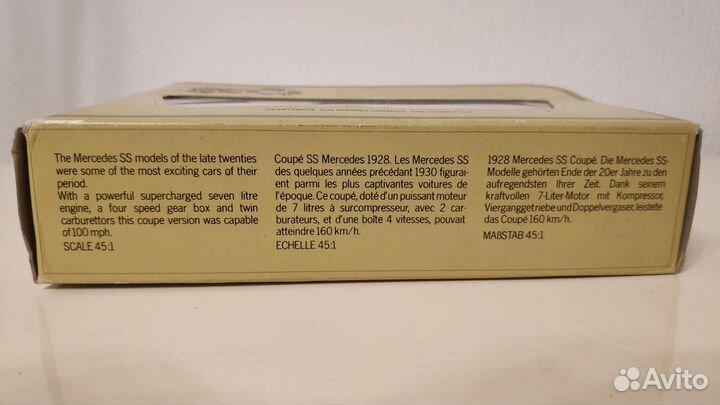 The Mercedes SS models of the late twenties
were some of the most exciting cars of their
period.
With a powerful supercharged seven litre
engine, a four speed gear box and twin
carburettors this coupe version was capable
of 100 mph.
SCALE 45:1
Coupé SS Mercedes 1928. Les Mercedes SS
des quelques années précédant 1930 figurai-
ent parmi les plus captivantes voitures de
l'époque. Ce coupé, doté d'un puissant moteur
de 7 litres à surcompresseur, avec 2 car-
burateurs, et d'une boîte 4 vitesses, pouvait
atteindre 160 km/h.
ECHELLE 45:1
1928 Mercedes SS Coupé. Die Mercedes SS-
Modelle gehörten Ende der 20er Jahre zu den
aufregendsten Ihrer Zeit. Dank seinem
kraftvollen 7-Liter-Motor mit Kompressor,
Vierganggetriebe und Doppelvergaser, leistete
das Coupé 160 km/h.
MAßSTAB 45:1
Avito